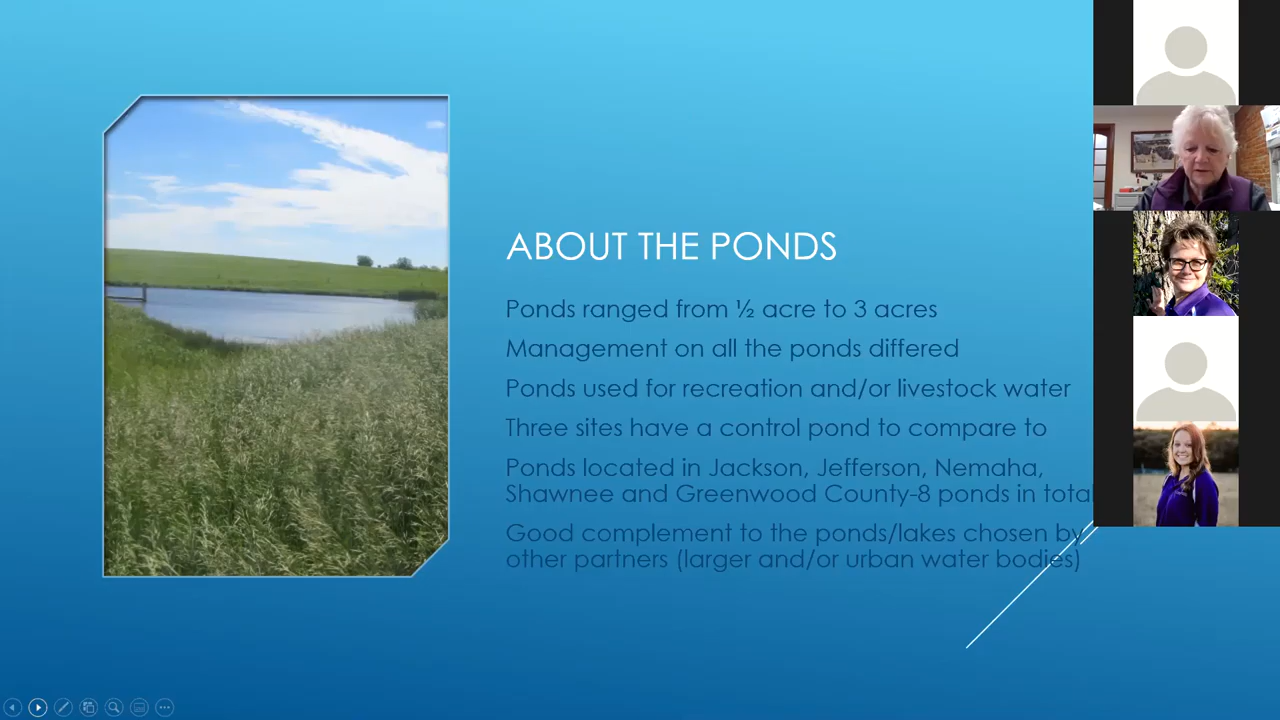 ABOUT THE PONDS
Ponds ranged from ½ acre to 3 acres
Management on all the ponds differed
Ponds used for recreation and/or livestock water
Three sites have a control pond to compare to
Ponds located in Jackson, Jefferson, Nemaha,
Shawnee and Greenwood County-8 ponds in total
Good complement to the ponds/lakes chosen by
other partners (larger and/or urban water bodies)